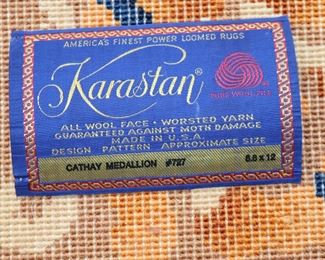 AMERICA'S FINEST POWER LOOMED RUGS
Karastan®
PURE WOOL PILE
ALL WOOL FACE • WORSTED YARN
GUARANTEED AGAINST MOTH DAMAGE
MADE IN U.S.A.
DESIGN PATTERN APPROXIMATE SIZE
CATHAY MEDALLION #727 8.8 x 12